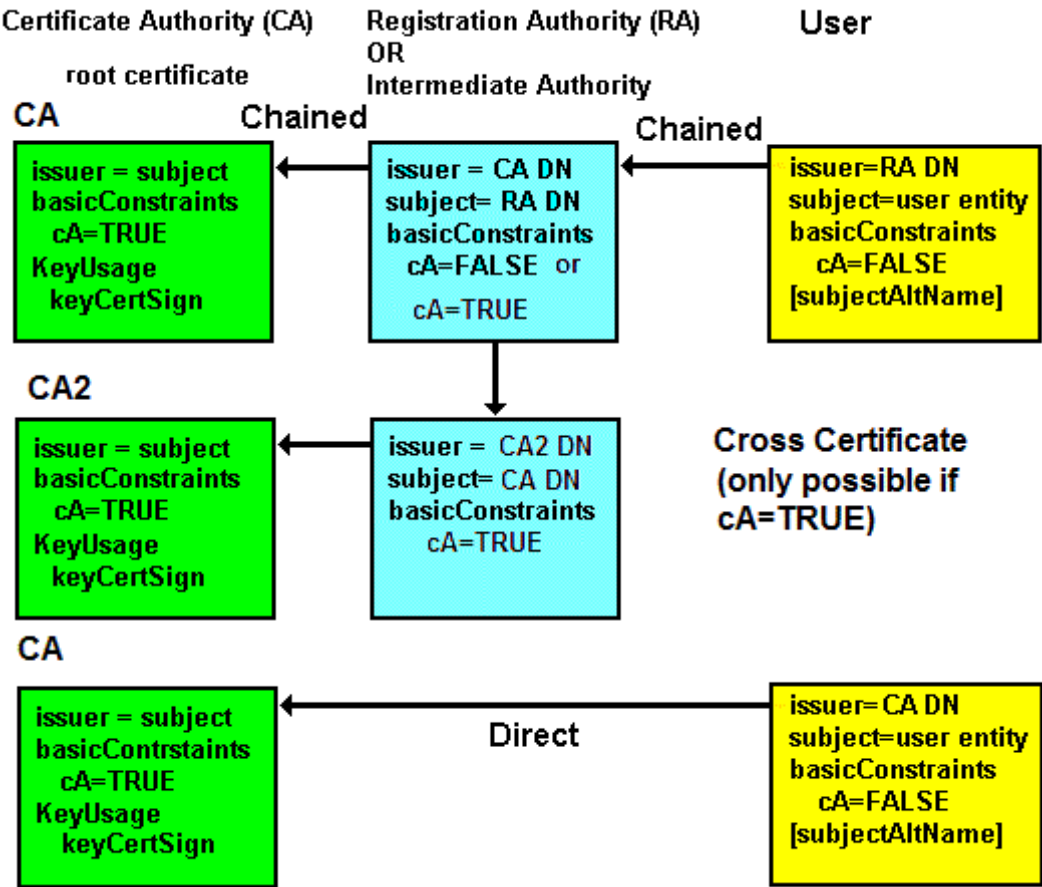 Certificate Authority (CA)
root certificate
Registration Authority (RA)
OR
Intermediate Authority
User
CA
Chained
Chained
issuer = subject
basicConstraints
cA=TRUE
KeyUsage
keyCertSign
issuer = CA DN
subject= RA DN
basicConstraints
cA=FALSE or
cA=TRUE
issuer=RA DN
subject=user entity
basicConstraints
cA=FALSE
[subjectAltName]
CA2
issuer = subject
basicConstraints
cA=TRUE
KeyUsage
keyCertSign
issuer = CA2 DN
subject= CA DN
basicConstraints
cA=TRUE
Cross Certificate
(only possible if
cA=TRUE)
CA
issuer = subject
basicContrstaints
cA=TRUE
KeyUsage
keyCertSign
Direct
issuer= CA DN
subject=user entity
basicConstraints
cA=FALSE
[subjectAltName]